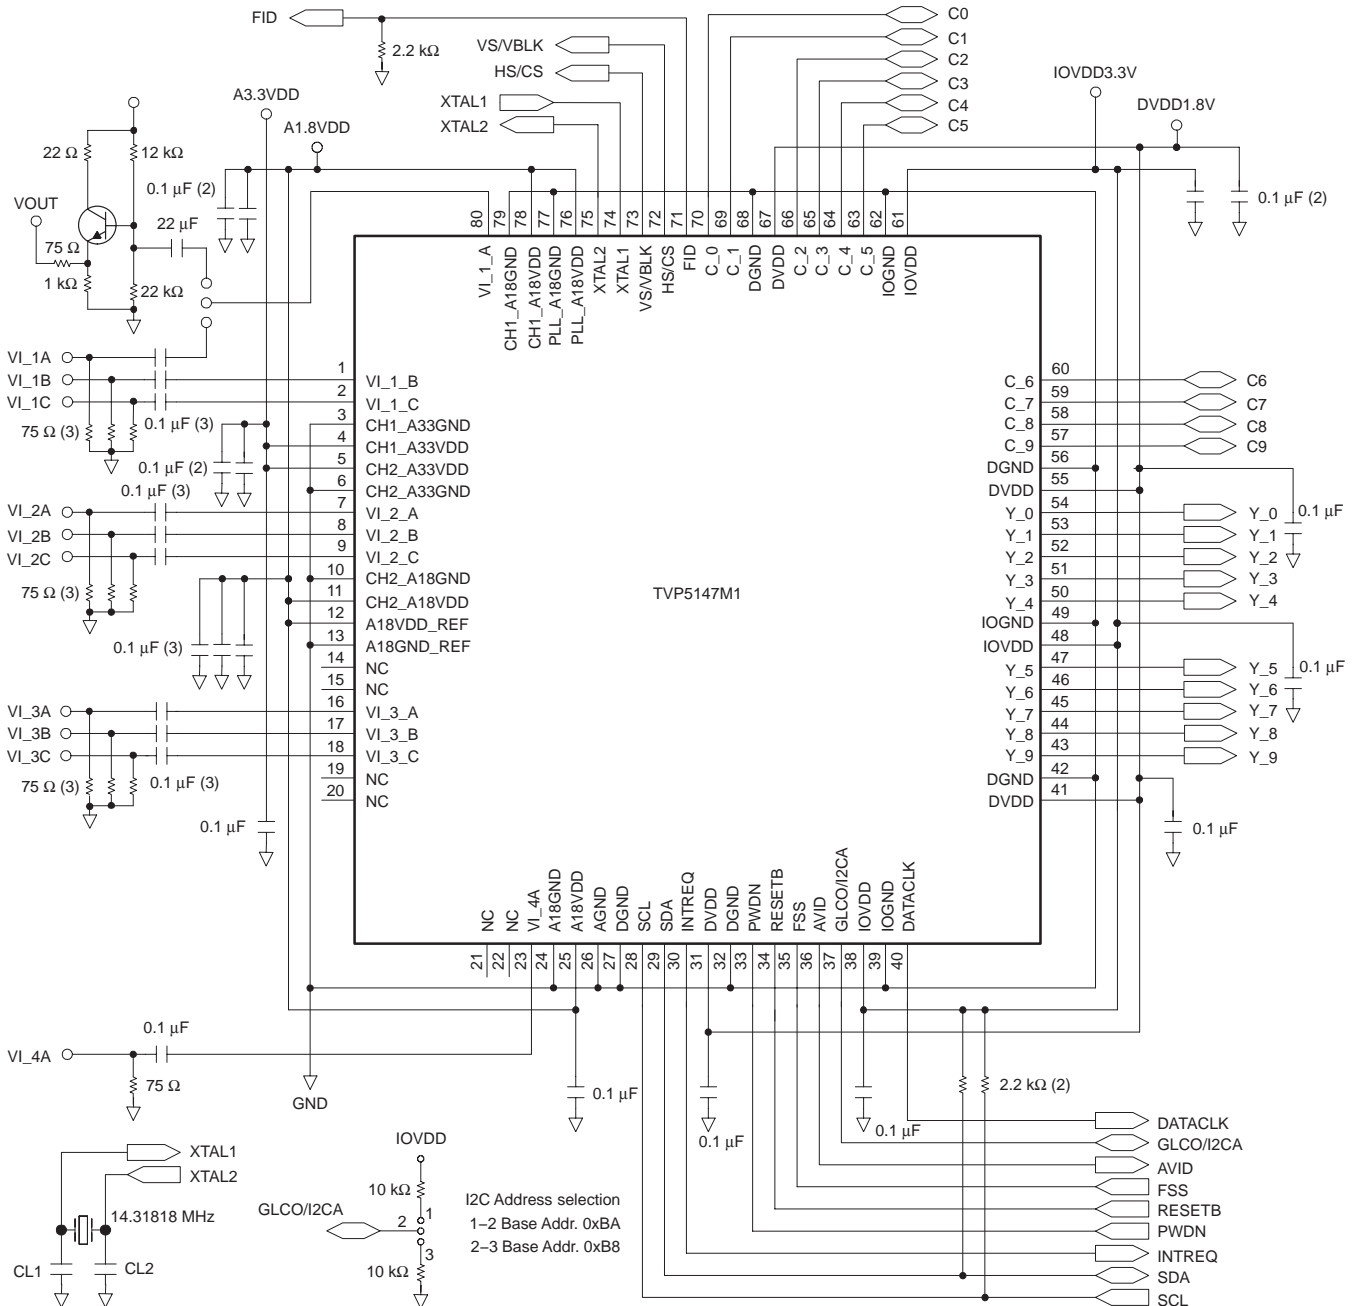 FID
2.2 kΩ
VS/VBLK
HS/CS
XTAL1
XTAL2
C0
C1
C2
C3
C4
C5
IOVDD3.3V
DVDD1.8V
A3.3VDD
A1.8VDD
22 Ω
12 kΩ
0.1 μF (2)
VOUT
22 μF
75 Ω
1 kΩ
22 kΩ
0.1 μF (2)
80
79
78
77
76
75
74
73
72
71
70
69
68
67
66
65
64
63
62
61
VI_1_A
CH1_A18GND
CH1_A18VDD
PLL_A18GND
PLL_A18VDD
XTAL2
XTAL1
VS/VBLK
HS/CS
FID
C_0
C_1
DGND
DVDD
C_2
C_3
C_4
C_5
IOGND
IOVDD
VI_1A
VI_1B
VI_1C
75 Ω (3)
0.1 μF (3)
0.1 μF (2)
0.1 μF (3)
VI_2A
VI_2B
VI_2C
75 Ω (3)
0.1 μF (3)
VI_3A
VI_3B
VI_3C
75 Ω (3)
0.1 μF (3)
0.1 μF
1 VI_1_B
2 VI_1_C
3 CH1_A33GND
4 CH1_A33VDD
5 CH2_A33VDD
6 CH2_A33GND
7 VI_2_A
8 VI_2_B
9 VI_2_C
10 CH2_A18GND
11 CH2_A18VDD
12 A18VDD_REF
13 A18GND_REF
14 NC
15 NC
16 VI_3_A
17 VI_3_B
18 VI_3_C
19 NC
20 NC
TVP5147M1
C_6 60 C6
C_7 59 C7
C_8 58 C8
C_9 57 C9
DGND 56
DVDD 55
Y_0 54 Y_0
0.1 μF
Y_1 53 Y_1
Y_2 52 Y_2
Y_3 51 Y_3
Y_4 50 Y_4
IOGND 49
IOVDD 48
Y_5 47 Y_5
0.1 μF
Y_6 46 Y_6
Y_7 45 Y_7
Y_8 44 Y_8
Y_9 43 Y_9
DGND 42
DVDD 41
0.1 μF
NC
NC
VI_4A
A18GND
A18VDD
AGND
DGND
SCL
SDA
INTREQ
DVDD
DGND
PWDN
RESETB
FSS
AVID
GLCO/I2CA
IOVDD
IOGND
DATACLK
21
22
23
24
25
26
27
28
29
30
31
32
33
34
35
36
37
38
39
40
0.1 μF
VI_4A
75 Ω
GND
0.1 μF
0.1 μF
0.1 μF
2.2 kΩ (2)
DATACLK
GLCO/I2CA
AVID
FSS
RESETB
PWDN
INTREQ
SDA
SCL
XTAL1
XTAL2
14.31818 MHz
CL1
CL2
IOVDD
10 kΩ
1
GLCO/I2CA
2
3
10 kΩ
I2C Address selection
1–2 Base Addr. 0xBA
2–3 Base Addr. 0xB8